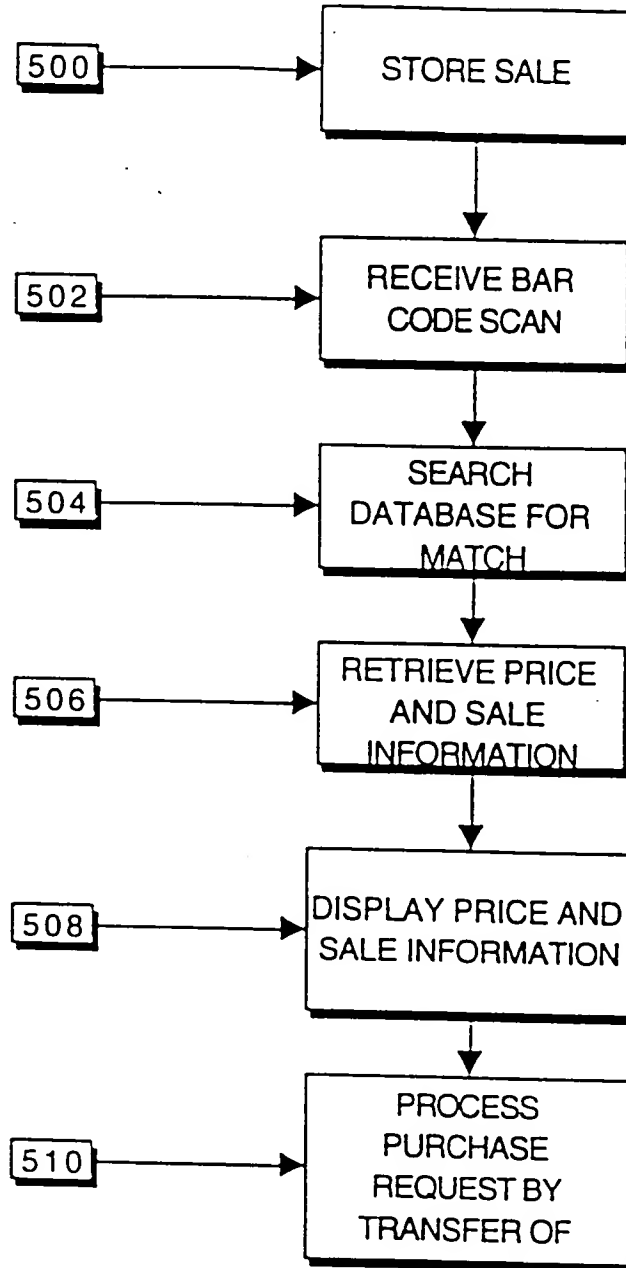 500
STORE SALE
502
RECEIVE BAR
CODE SCAN
504
SEARCH
DATABASE FOR
MATCH
506
RETRIEVE PRICE
AND SALE
INFORMATION
508
DISPLAY PRICE AND
SALE INFORMATION
510
PROCESS
PURCHASE
REQUEST BY
TRANSFER OF